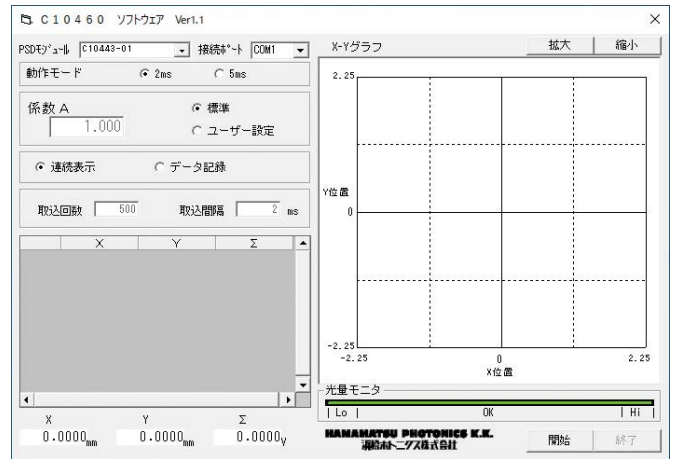 C10460 ソフトウェア Ver1.1
PSDモジュール C10443-01 接続ポート COM1
動作モード 2ms 5ms
係数 A 標準
1.000 ユーザー設定
連続表示 データ記録
取込回数 500 取込間隔 2 ms
X Y Σ
X Y Σ
0.0000mm 0.0000mm 0.0000V
X-Yグラフ 拡大 縮小
2.25
Y位置
0
-2.25
-2.25 0 2.25
X位置
光量モニタ
| Lo | OK | Hi |
HAMAMATSU PHOTONICS K.K.
浜松ホトニクス株式会社
開始 終了